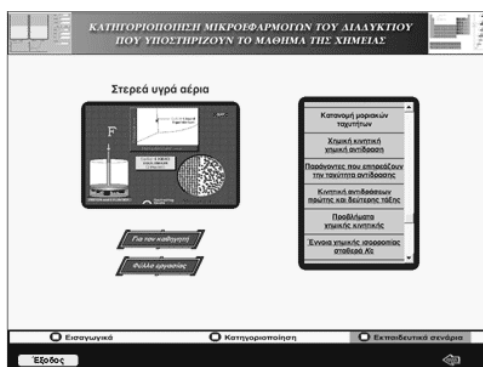 ΚΑΤΗΓΟΡΙΟΠΟΙΗΣΗ ΜΙΚΡΟΕΦΑΡΜΟΓΩΝ ΤΟΥ ΔΙΑΔΥΚΤΙΟΥ
ΠΟΥ ΥΠΟΣΤΗΡΙΖΟΥΝ ΤΟ ΜΑΘΗΜΑ ΤΗΣ ΧΗΜΕΙΑΣ
Στερεά υγρά αέρια
F
Για τον καθηγητή
Φύλλο εργασίας
Κατανομή μοριακών
ταχυτήτων
Χημική κινητική
χημική αντίδραση
Παράγοντες που επηρεάζουν
την ταχύτητα αντίδρασης
Κινητική αντιδράσεων
πρώτης και δεύτερης τάξης
Προβλήματα
χημικής κινητικής
Έννοια χημικής ισορροπίας
σταθερά Kc
Εισαγωγικά
Κατηγοριοποίηση
Εκπαιδευτικά σενάρια
Έξοδος